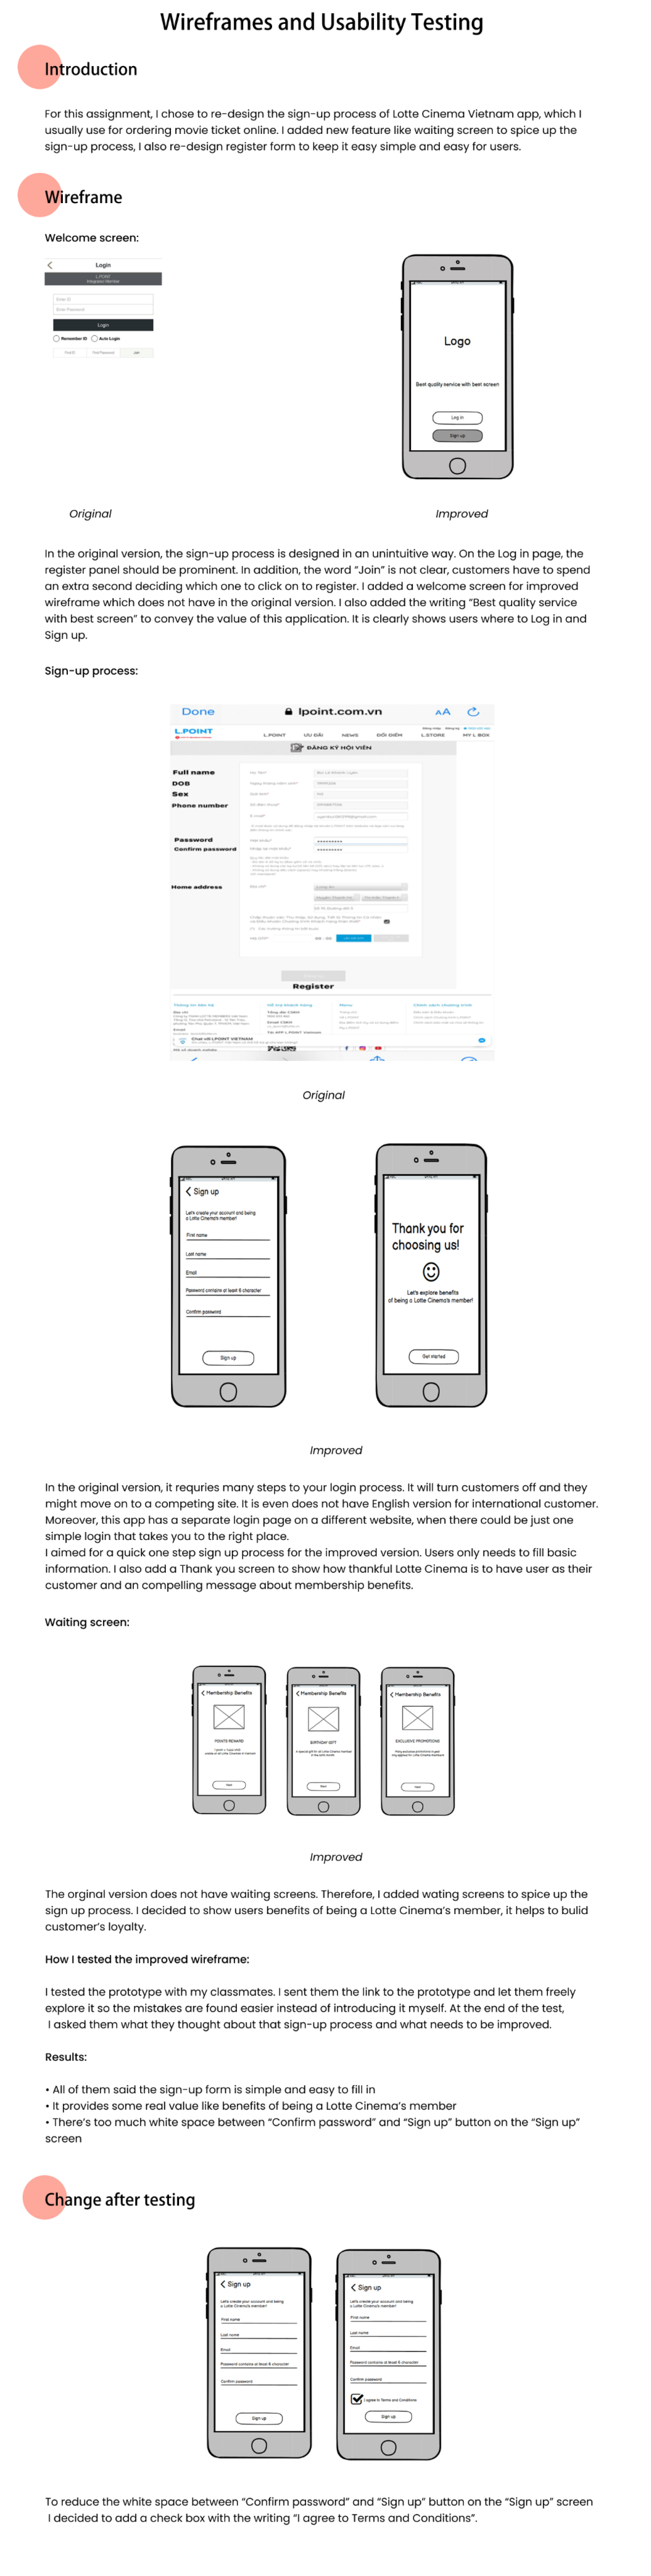 Wireframes and Usability Testing
Introduction
For this assignment, I chose to re-design the sign-up process of Lotte Cinema Vietnam app, which I
usually use for ordering movie ticket online. I added new feature like waiting screen to spice up the
sign-up process, I also re-design register form to keep it easy simple and easy for users.
Wireframe
Welcome screen:
Login
L.POINT
Integrated Member
Enter ID
Enter Password
Login
Remember ID Auto Login
Find ID Find Password Join
Logo
Best quality service with best screen
Log in
Sign up
Original
Improved
In the original version, the sign-up process is designed in an unintuitive way. On the Log in page, the
register panel should be prominent. In addition, the word “Join” is not clear, customers have to spend
an extra second deciding which one to click on to register. I added a welcome screen for improved
wireframe which does not have in the original version. I also added the writing “Best quality service
with best screen” to convey the value of this application. It is clearly shows users where to Log in and
Sign up.
Sign-up process:
Done lpoint.com.vn AA
L.POINT
L.POINT ƯU ĐÃI NEWS ĐỔI ĐIỂM L.STORE MY L BOX
ĐĂNG KÝ HỘI VIÊN
Full name
DOB
Sex
Phone number
Password
Confirm password
Home address
Register
Chat với LPOINT VIETNAM
Original
Sign up
Let's create your account and being
a Lotte Cinema's member!
First name
Last name
Email
Password contains at least 6 character
Confirm password
Sign up
Thank you for
choosing us!
Let's explore benefits
of being a Lotte Cinema's member!
Get started
Improved
In the original version, it requries many steps to your login process. It will turn customers off and they
might move on to a competing site. It is even does not have English version for international customer.
Moreover, this app has a separate login page on a different website, when there could be just one
simple login that takes you to the right place.
I aimed for a quick one step sign up process for the improved version. Users only needs to fill basic
information. I also add a Thank you screen to show how thankful Lotte Cinema is to have user as their
customer and an compelling message about membership benefits.
Waiting screen:
Membership Benefits
POINTS REWARD
Next
Membership Benefits
BIRTHDAY GIFT
Next
Membership Benefits
EXCLUSIVE PROMOTIONS
Next
Improved
The orginal version does not have waiting screens. Therefore, I added wating screens to spice up the
sign up process. I decided to show users benefits of being a Lotte Cinema’s member, it helps to bulid
customer’s loyalty.
How I tested the improved wireframe:
I tested the prototype with my classmates. I sent them the link to the prototype and let them freely
explore it so the mistakes are found easier instead of introducing it myself. At the end of the test,
I asked them what they thought about that sign-up process and what needs to be improved.
Results:
• All of them said the sign-up form is simple and easy to fill in
• It provides some real value like benefits of being a Lotte Cinema’s member
• There’s too much white space between “Confirm password” and “Sign up” button on the “Sign up”
screen
Change after testing
Sign up
Let's create your account and being
a Lotte Cinema's member!
First name
Last name
Email
Password contains at least 6 character
Confirm password
Sign up
Sign up
Let's create your account and being
a Lotte Cinema's member!
First name
Last name
Email
Password contains at least 6 character
Confirm password
I agree to Terms and Conditions
Sign up
To reduce the white space between “Confirm password” and “Sign up” button on the “Sign up” screen
I decided to add a check box with the writing “I agree to Terms and Conditions”.